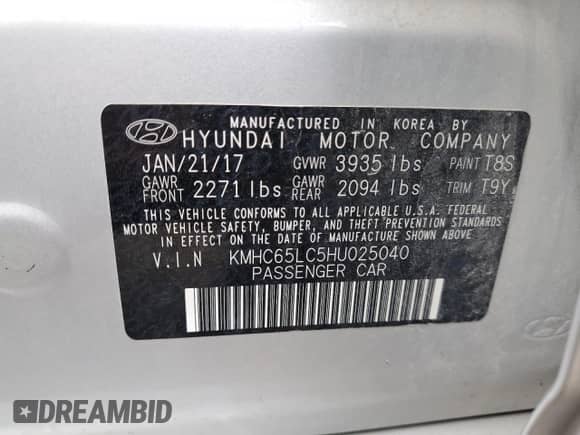 MANUFACTURED IN KOREA BY
HYUNDAI MOTOR COMPANY
JAN/21/17 GVWR 3935 lbs PAINT T8S
GAWR FRONT 2271 lbs GAWR REAR 2094 lbs TRIM T9Y
THIS VEHICLE CONFORMS TO ALL APPLICABLE U.S.A. FEDERAL
MOTOR VEHICLE SAFETY, BUMPER, AND THEFT PREVENTION STANDARDS
IN EFFECT ON THE DATE OF MANUFACTURE SHOWN ABOVE.
V.I.N KMHC65LC5HU025040
PASSENGER CAR
DREAMBID